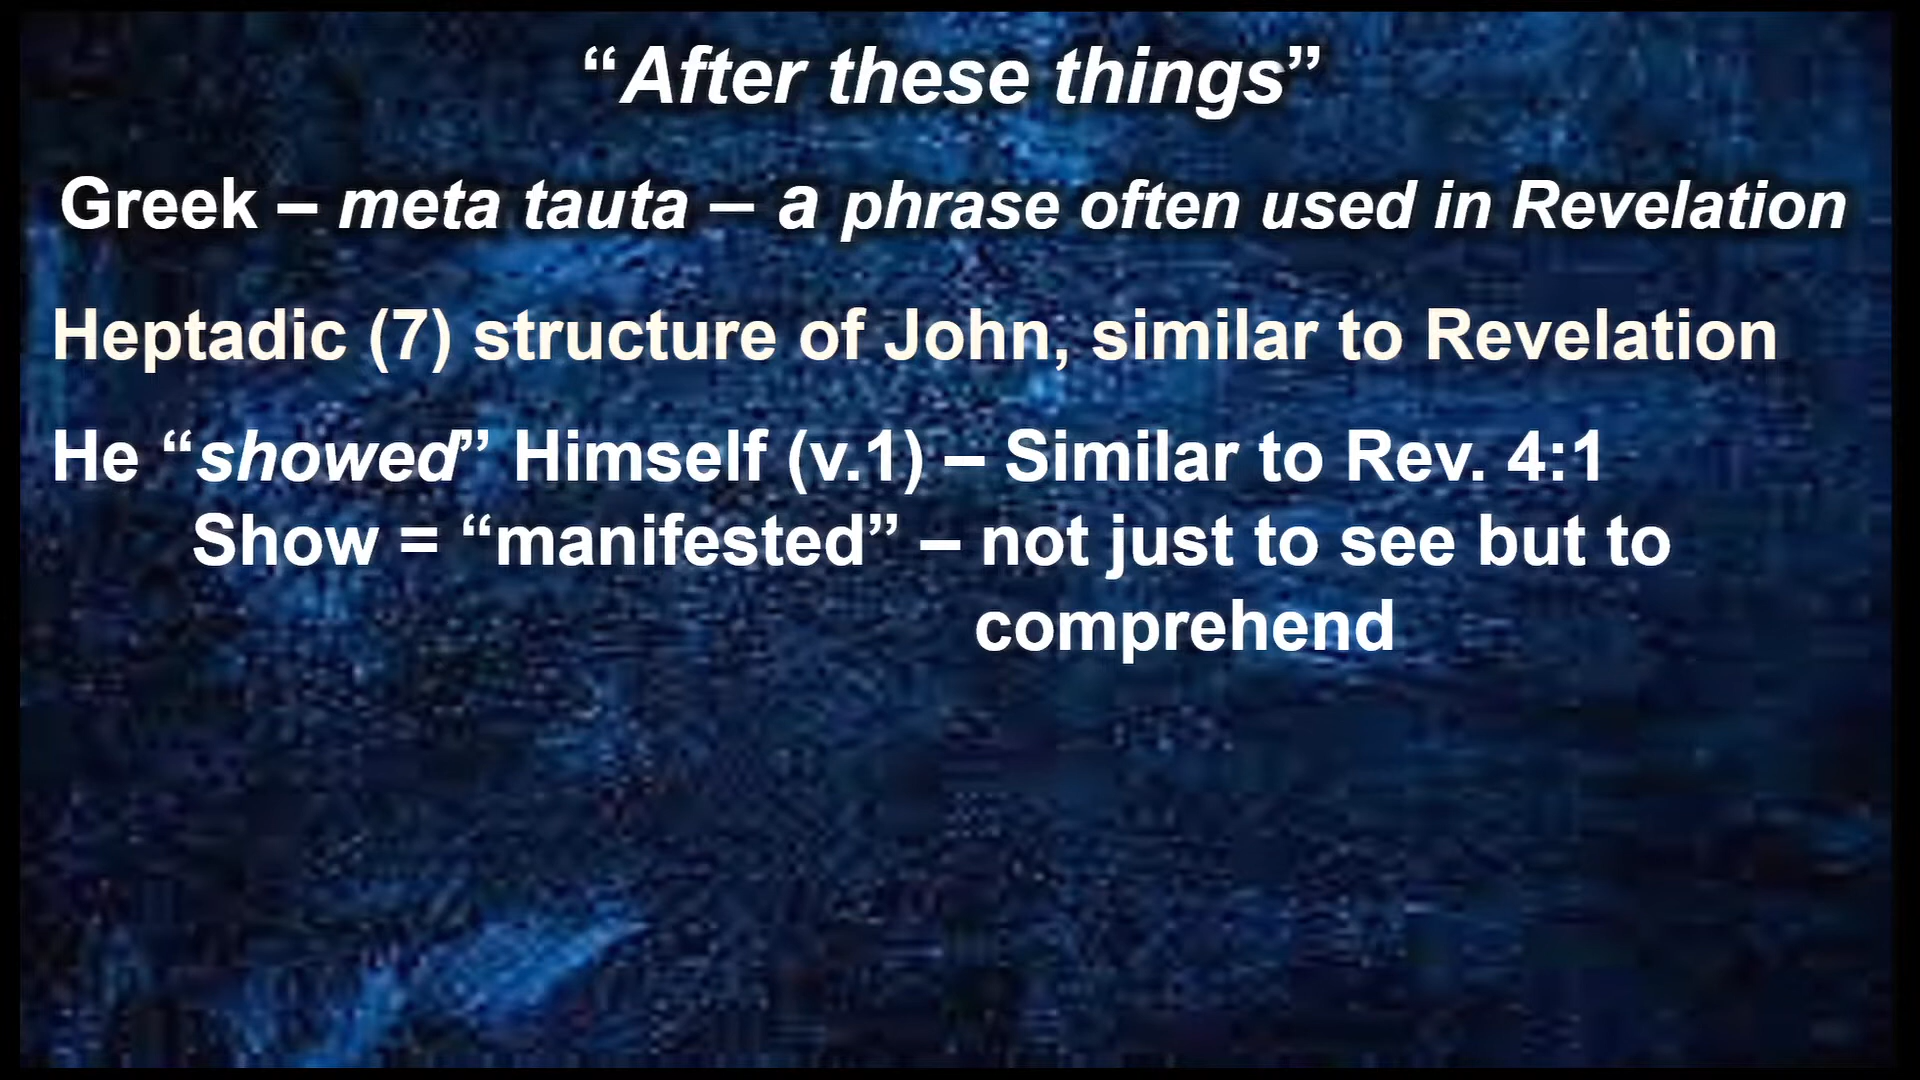 “After these things”
Greek – meta tauta – a phrase often used in Revelation
Heptadic (7) structure of John, similar to Revelation
He “showed” Himself (v.1) – Similar to Rev. 4:1
Show = “manifested” – not just to see but to
comprehend